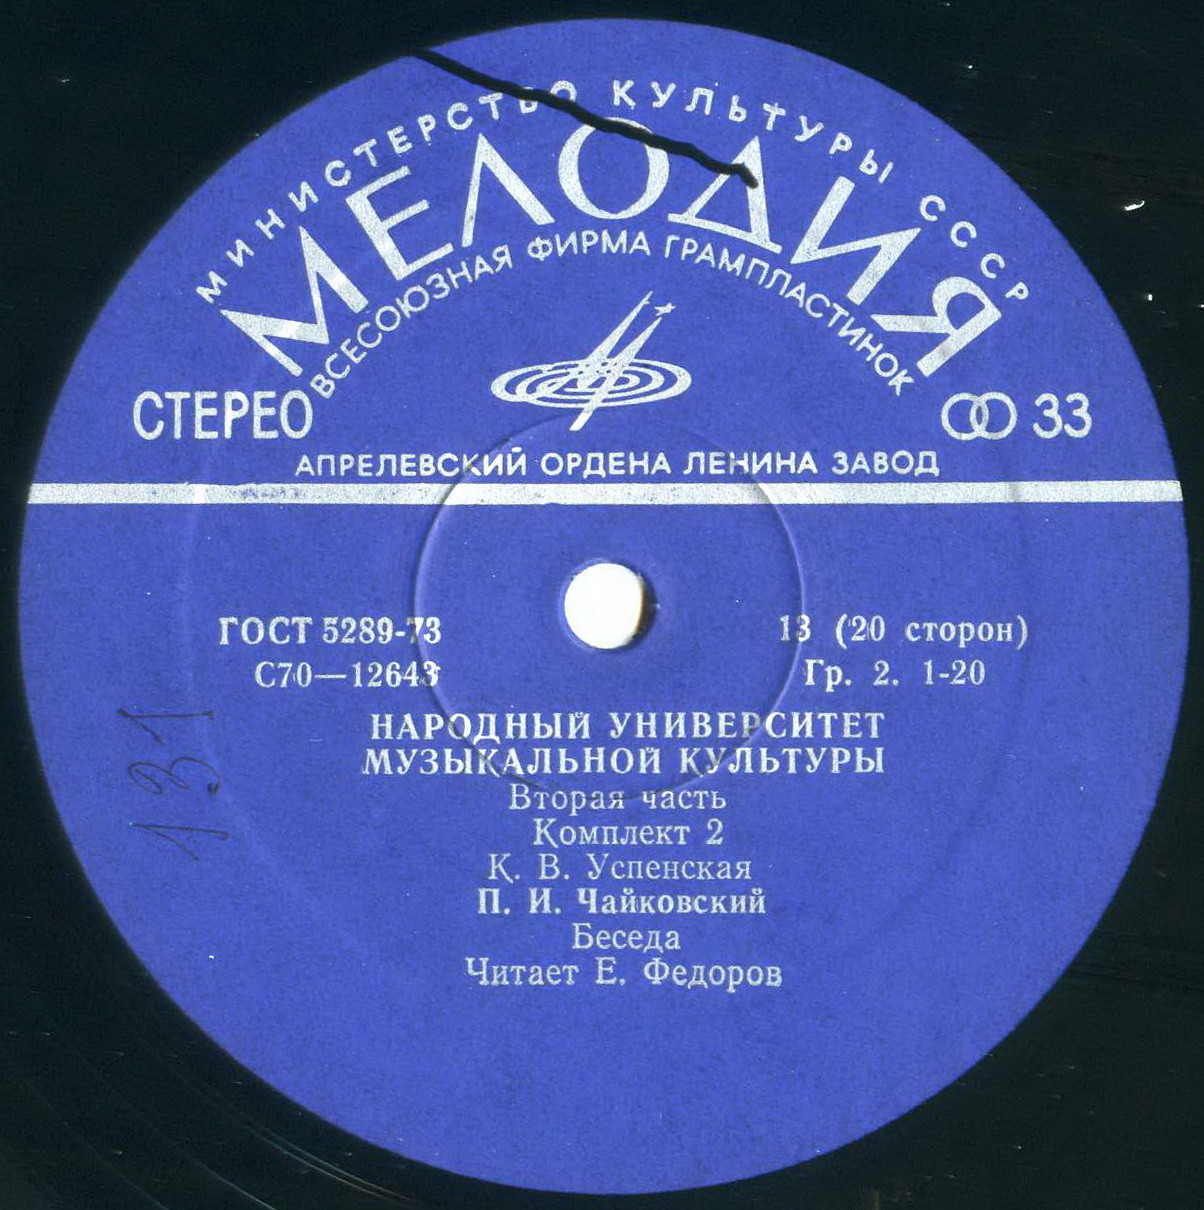 МИНИСТЕРСТВО КУЛЬТУРЫ СССР
МЕЛОДИЯ
ВСЕСОЮЗНАЯ ФИРМА ГРАМПЛАСТИНОК
СТЕРЕО 33
АПРЕЛЕВСКИЙ ОРДЕНА ЛЕНИНА ЗАВОД
ГОСТ 5289-73 13 (20 сторон)
С70—12643 Гр. 2. 1-20
НАРОДНЫЙ УНИВЕРСИТЕТ
МУЗЫКАЛЬНОЙ КУЛЬТУРЫ
Вторая часть
Комплект 2
К. В. Успенская
П. И. Чайковский
Беседа
Читает Е. Федоров
131